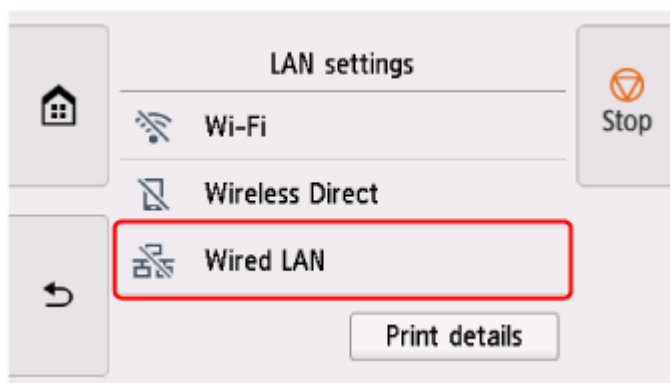 LAN settings
Wi-Fi
Stop
Wireless Direct
Wired LAN
Print details